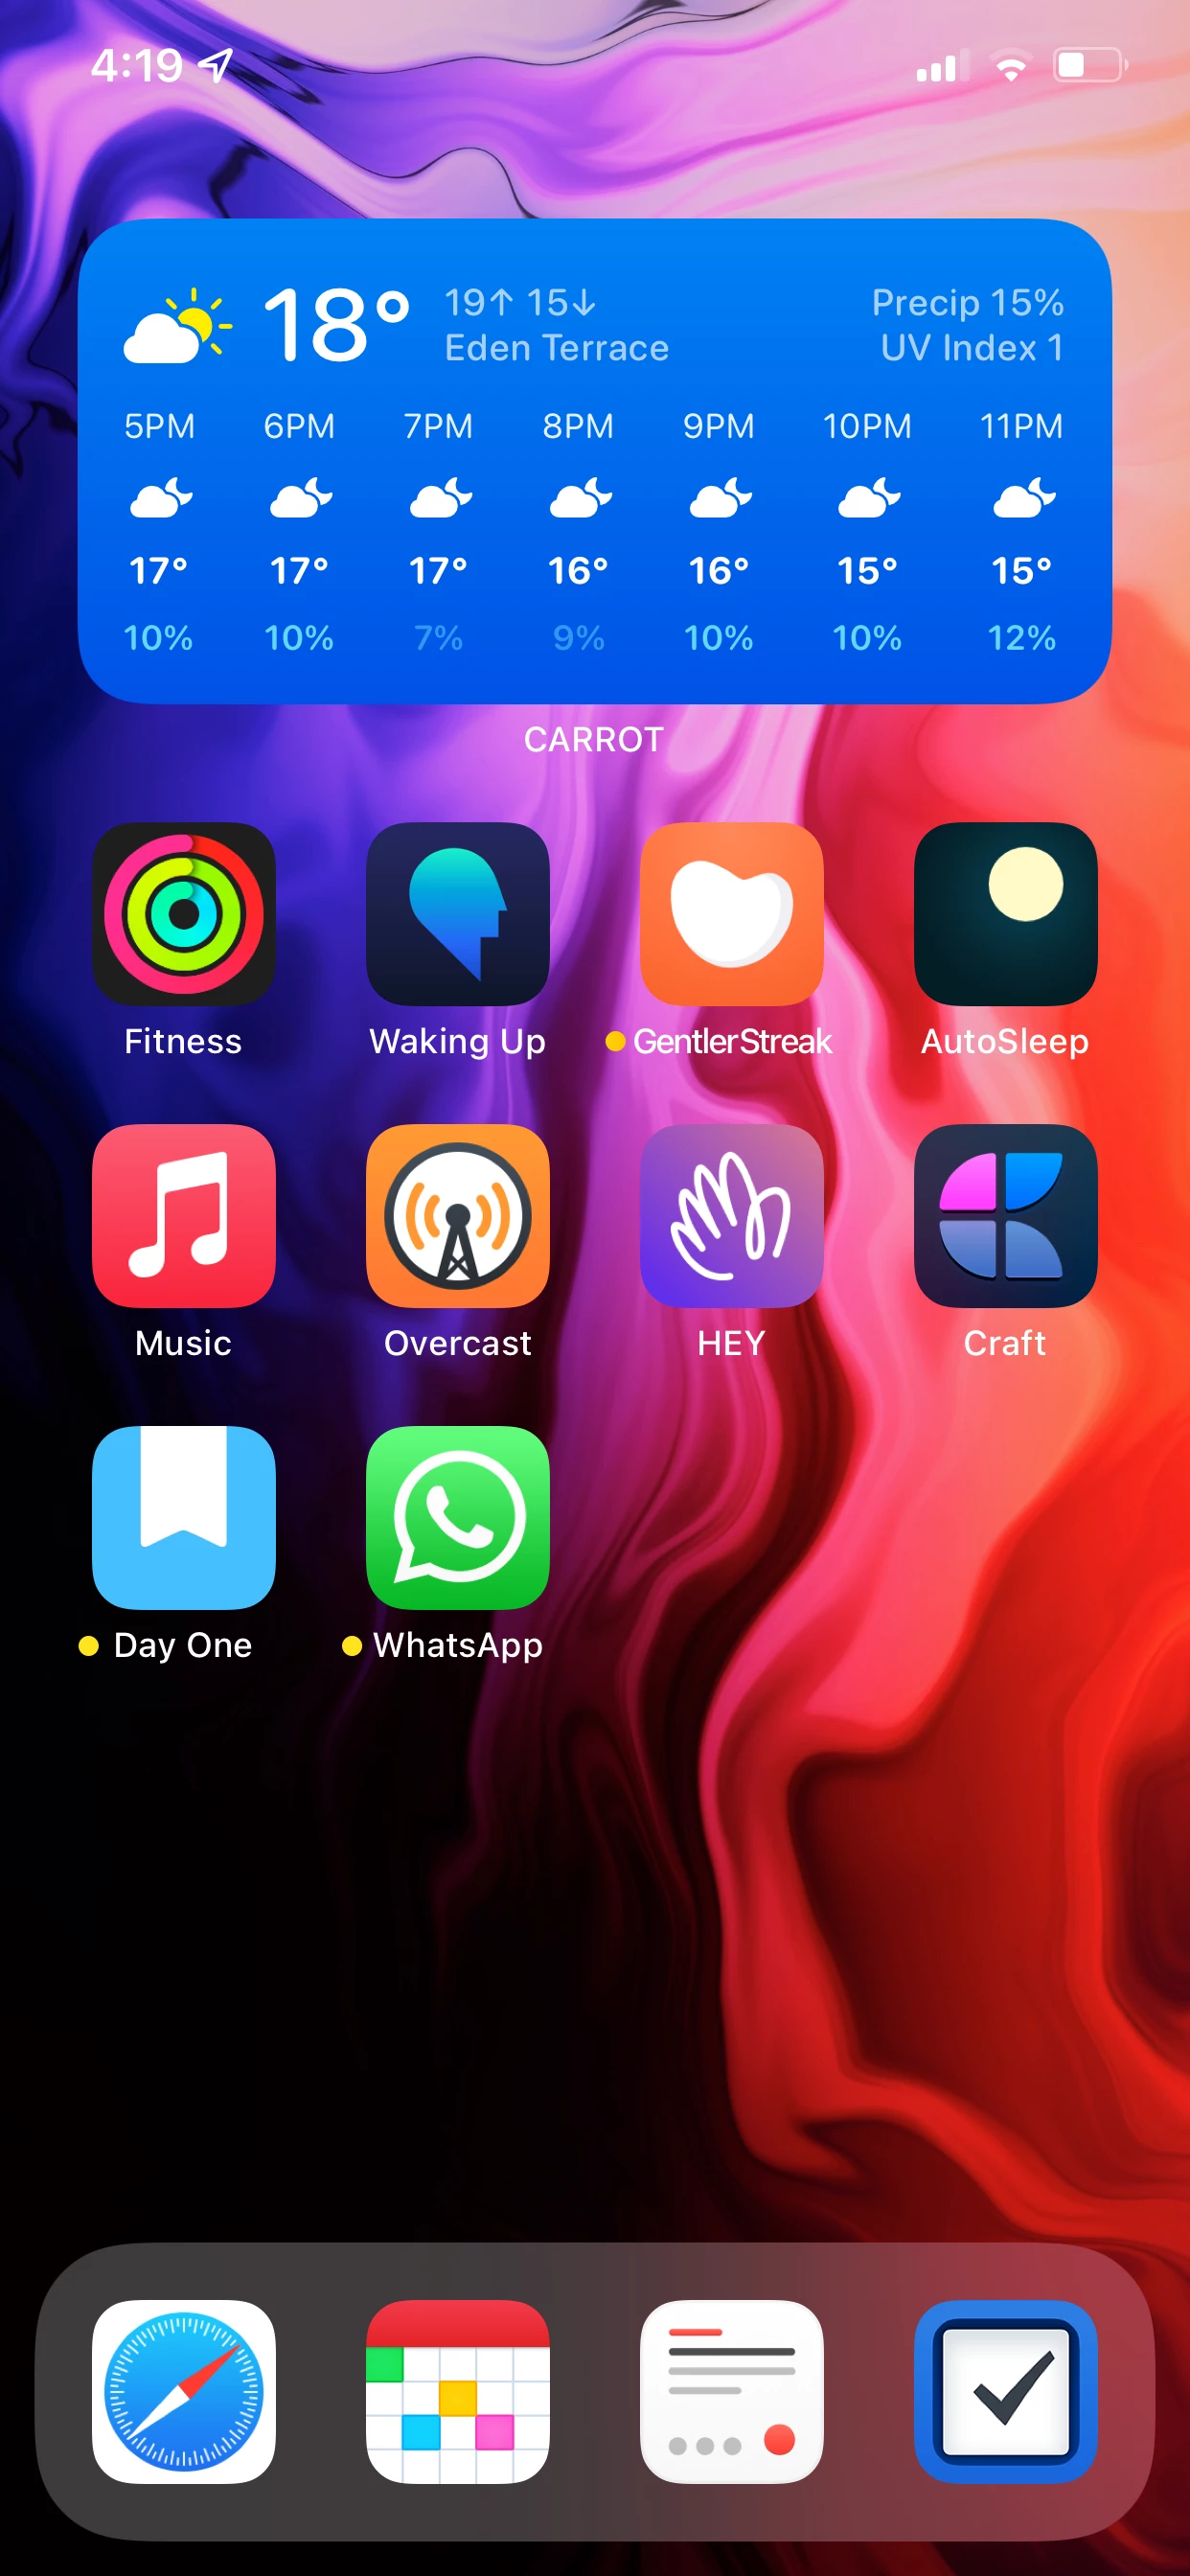 4:19
18° 19↑ 15↓ Precip 15%
Eden Terrace UV Index 1
5PM 6PM 7PM 8PM 9PM 10PM 11PM
17° 17° 17° 16° 16° 15° 15°
10% 10% 7% 9% 10% 10% 12%
CARROT
Fitness Waking Up GentlerStreak AutoSleep
Music Overcast HEY Craft
Day One WhatsApp